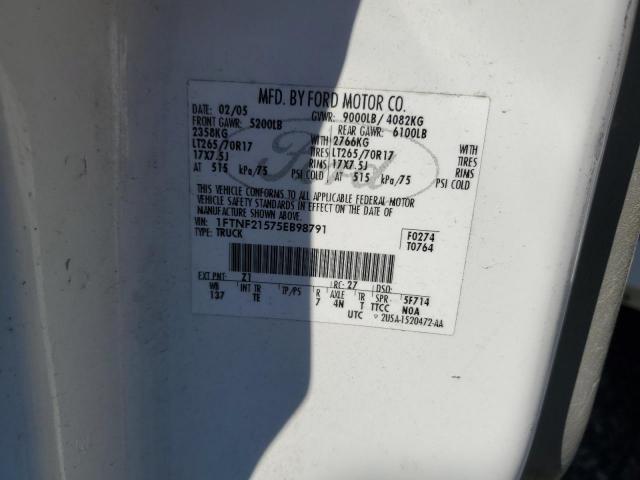 MFD. BY FORD MOTOR CO.
DATE: 02/05 GVWR: 9000LB/ 4082KG
FRONT GAWR: 5200LB REAR GAWR: 6100LB
2358KG WITH 2766KG WITH
LT265/70R17 TIRES LT265/70R17 TIRES
17X7.5J RIMS 17X7.5J RIMS
AT 515 kPa/75 PSI COLD AT 515 kPa/75 PSI COLD
Ford
THIS VEHICLE CONFORMS TO ALL APPLICABLE FEDERAL MOTOR
VEHICLE SAFETY STANDARDS IN EFFECT ON THE DATE OF
MANUFACTURE SHOWN ABOVE.
VIN: 1FTNF21575EB98791 F0274
TYPE: TRUCK T0764
EXT PNT: Z1 RC: 27 DSO:
WB INT TR TP/PS R AXLE TR SPR 5F714
137 TE 7 4N T TTCC N0A
UTC 2U5A-1520472-AA